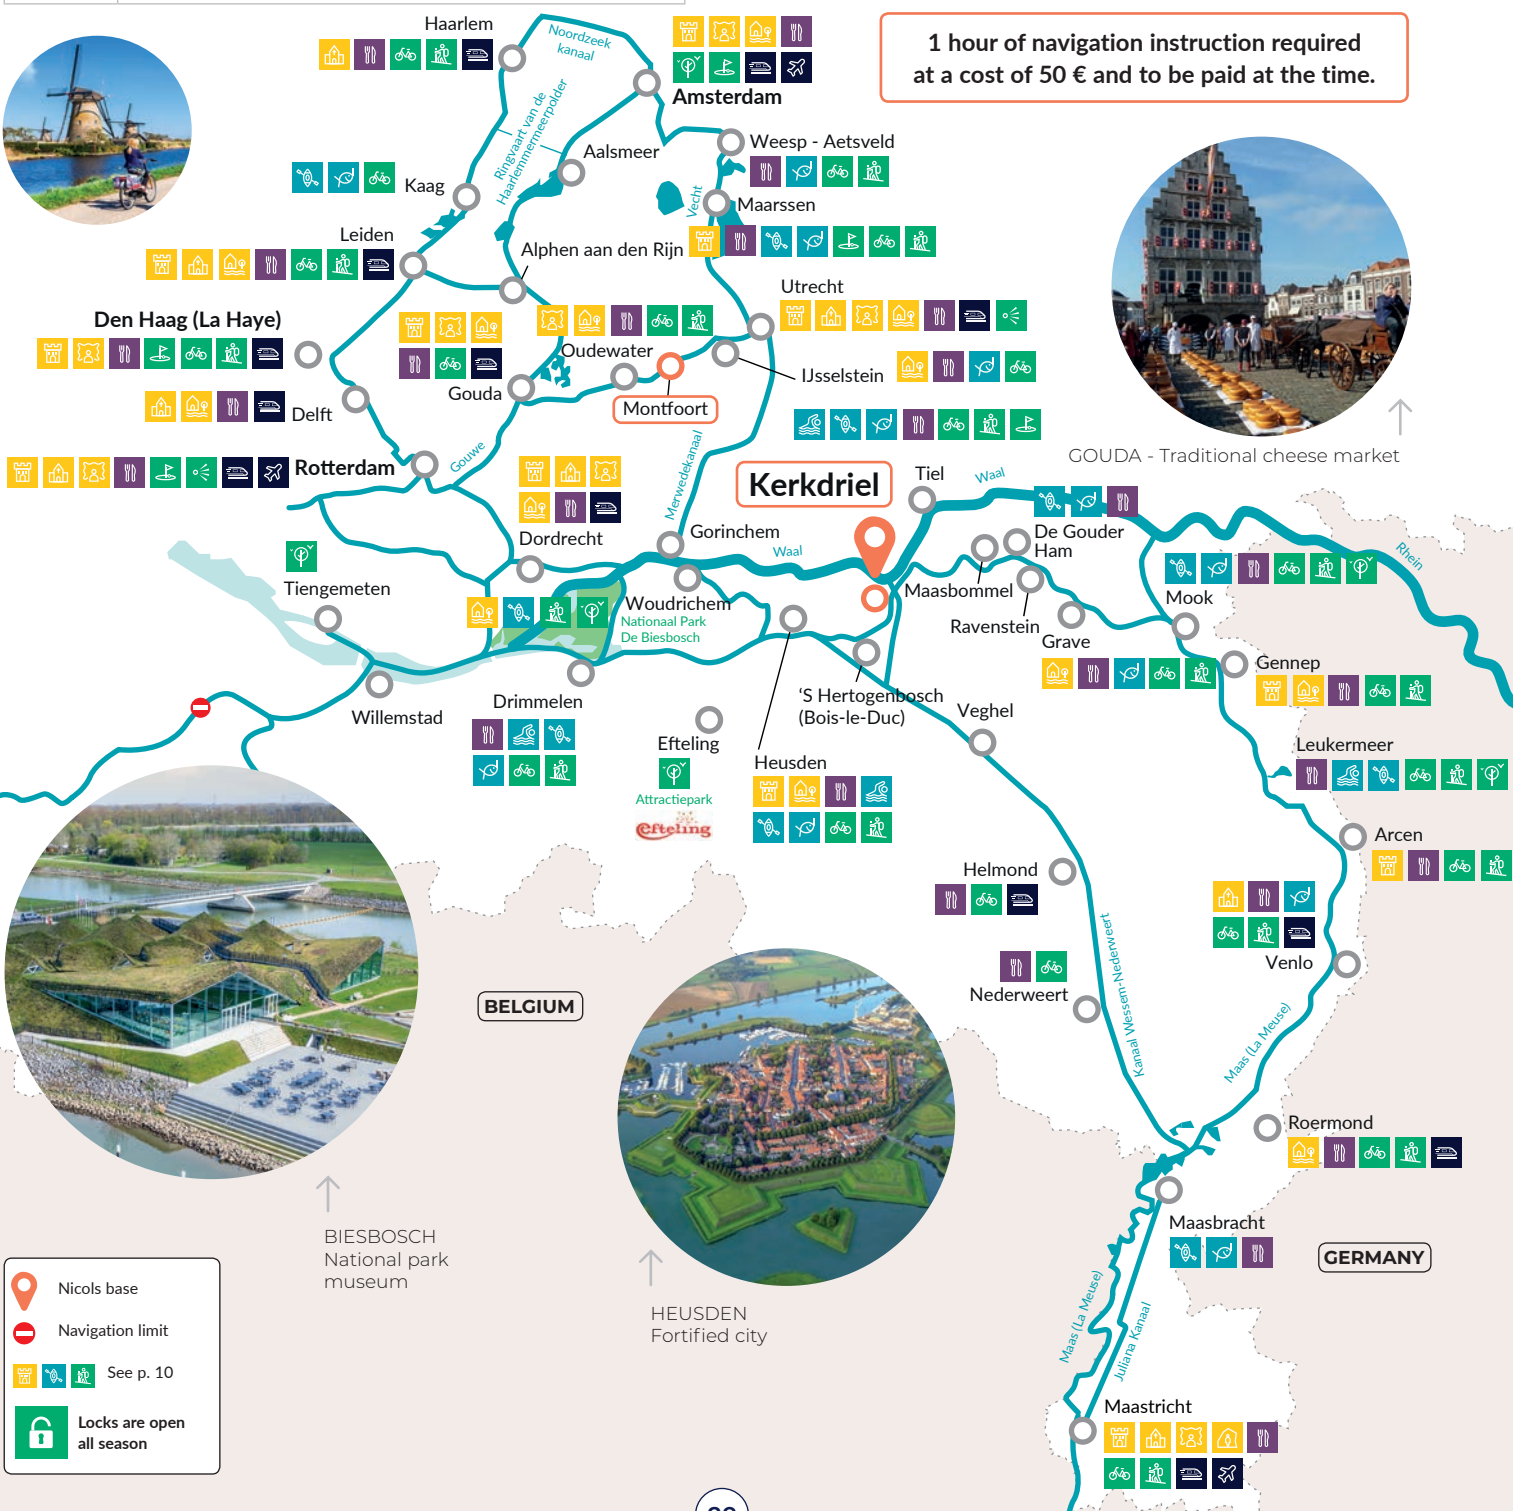 Haarlem
Noordzeek
kanaal
Amsterdam
1 hour of navigation instruction required
at a cost of 50 € and to be paid at the time.
Ringvaart van de
Haarlemmermeerpolder
Aalsmeer
Weesp - Aetsveld
Kaag
Vecht
Maarssen
Leiden
Alphen aan den Rijn
Utrecht
Den Haag (La Haye)
Oudewater
IJsselstein
Gouda
Montfoort
Delft
GOUDA - Traditional cheese market
Rotterdam
Gouwe
Merwedekanaal
Kerkdriel
Tiel
Waal
De Gouder
Ham
Gorinchem
Dordrecht
Waal
Rhein
Tiengemeten
Maasbommel
Mook
Woudrichem
Nationaal Park
De Biesbosch
Ravenstein
Grave
Gennep
Drimmelen
'S Hertogenbosch
(Bois-le-Duc)
Willemstad
Veghel
Efteling
Attractiepark
efteling
Heusden
Leukermeer
Arcen
Helmond
Venlo
Nederweert
Kanaal Wessem-Nederweert
Maas (La Meuse)
BELGIUM
Roermond
Maasbracht
GERMANY
BIESBOSCH
National park
museum
HEUSDEN
Fortified city
Maas (La Meuse)
Juliana Kanaal
Maastricht
Nicols base
Navigation limit
See p. 10
Locks are open
all season